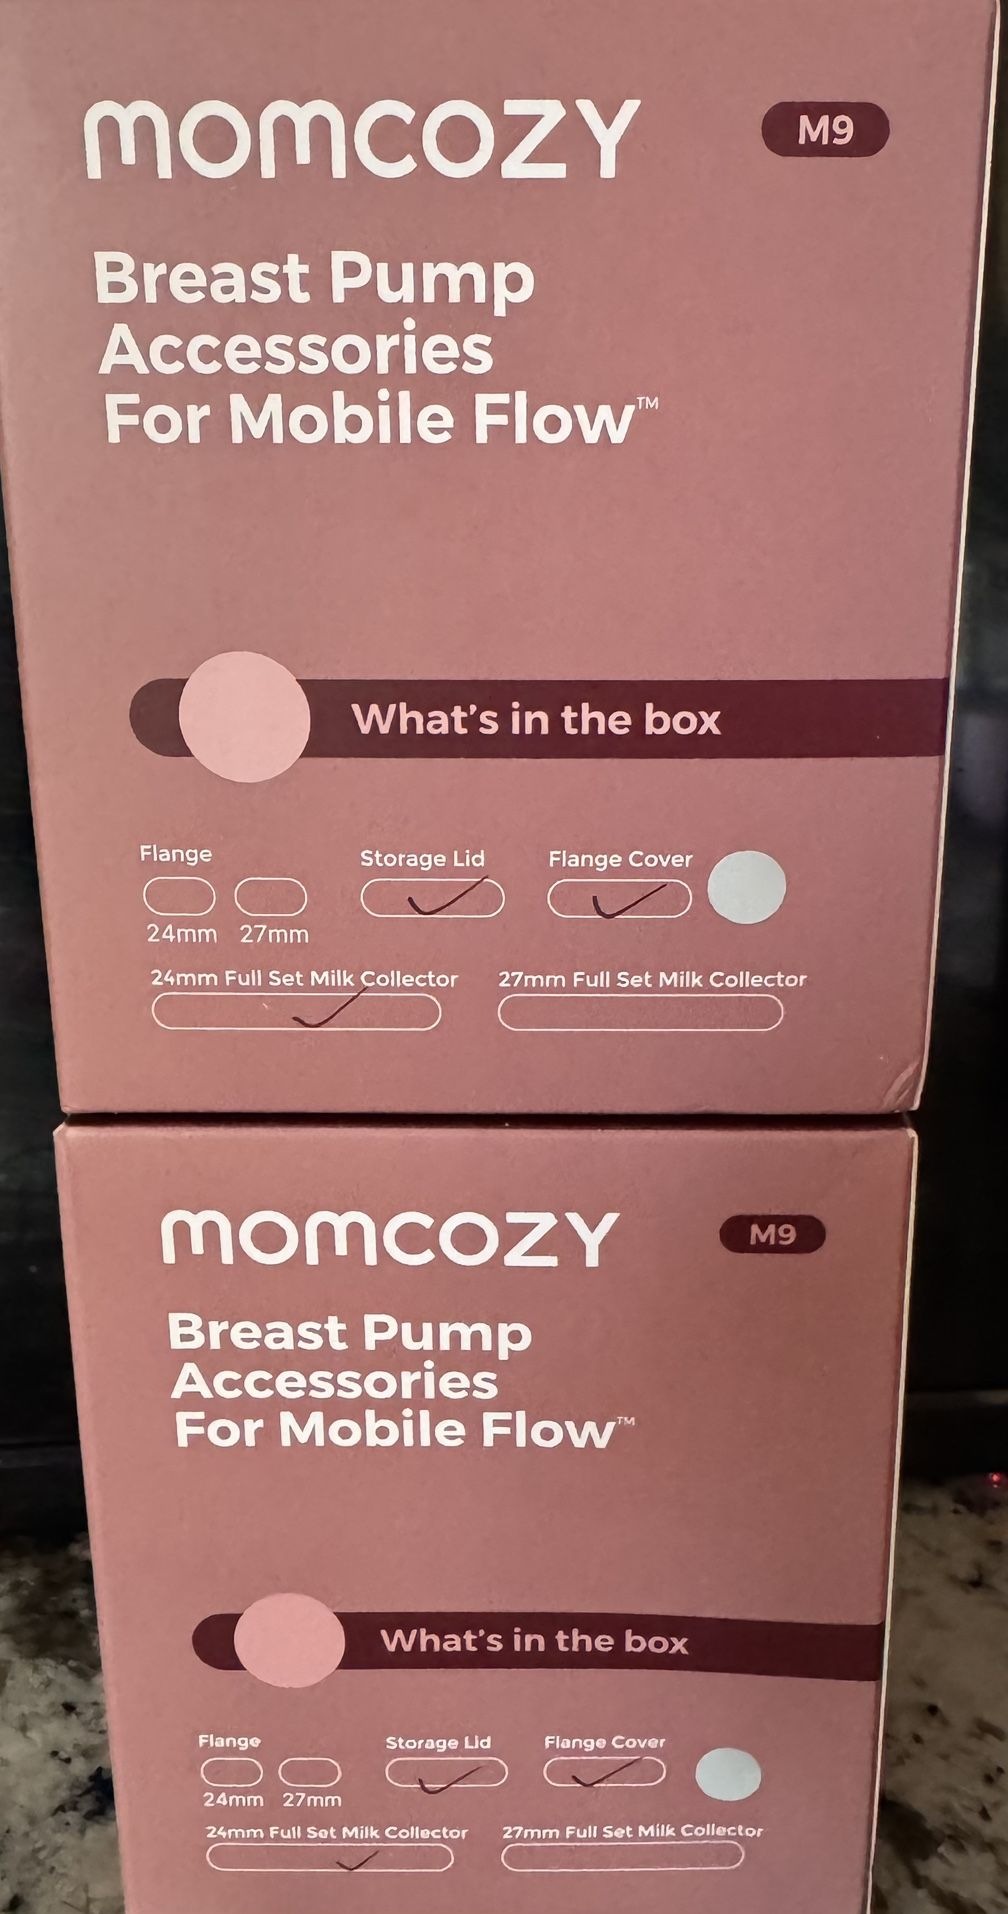 momcozy M9
Breast Pump
Accessories
For Mobile Flow™
What's in the box
Flange Storage Lid Flange Cover
24mm 27mm
24mm Full Set Milk Collector 27mm Full Set Milk Collector
momcozy M9
Breast Pump
Accessories
For Mobile Flow™
What's in the box
Flange Storage Lid Flange Cover
24mm 27mm
24mm Full Set Milk Collector 27mm Full Set Milk Collector